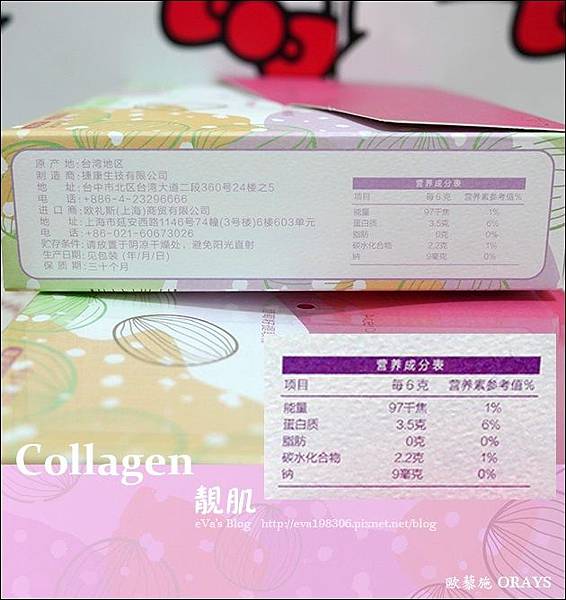 原 产 地:台湾地区
制 造 商:捷康生技有限公司
地 址:台中市北区台湾大道二段360号24楼之5
电 话:+886-4-23296666
进 口 商:欧礼斯(上海)商贸有限公司
地 址:上海市延安西路1146号74幢(3号楼)6楼603单元
电 话:+86-021-60673026
贮存条件:请放置于阴凉干燥处、避免阳光直射
生产日期:见包装 (年/月/日)
保 质 期:三十个月
营养成分表
项目 每6克 营养素参考值%
能量 97千焦 1%
蛋白质 3.5克 6%
脂肪 0克 0%
碳水化合物 2.2克 1%
钠 9毫克 0%
营养成分表
项目 每6克 营养素参考值%
能量 97千焦 1%
蛋白质 3.5克 6%
脂肪 0克 0%
碳水化合物 2.2克 1%
钠 9毫克 0%
Collagen
靚肌
eVa's Blog http://eva198306.pixnet.net/blog
歐藜施 ORAYS